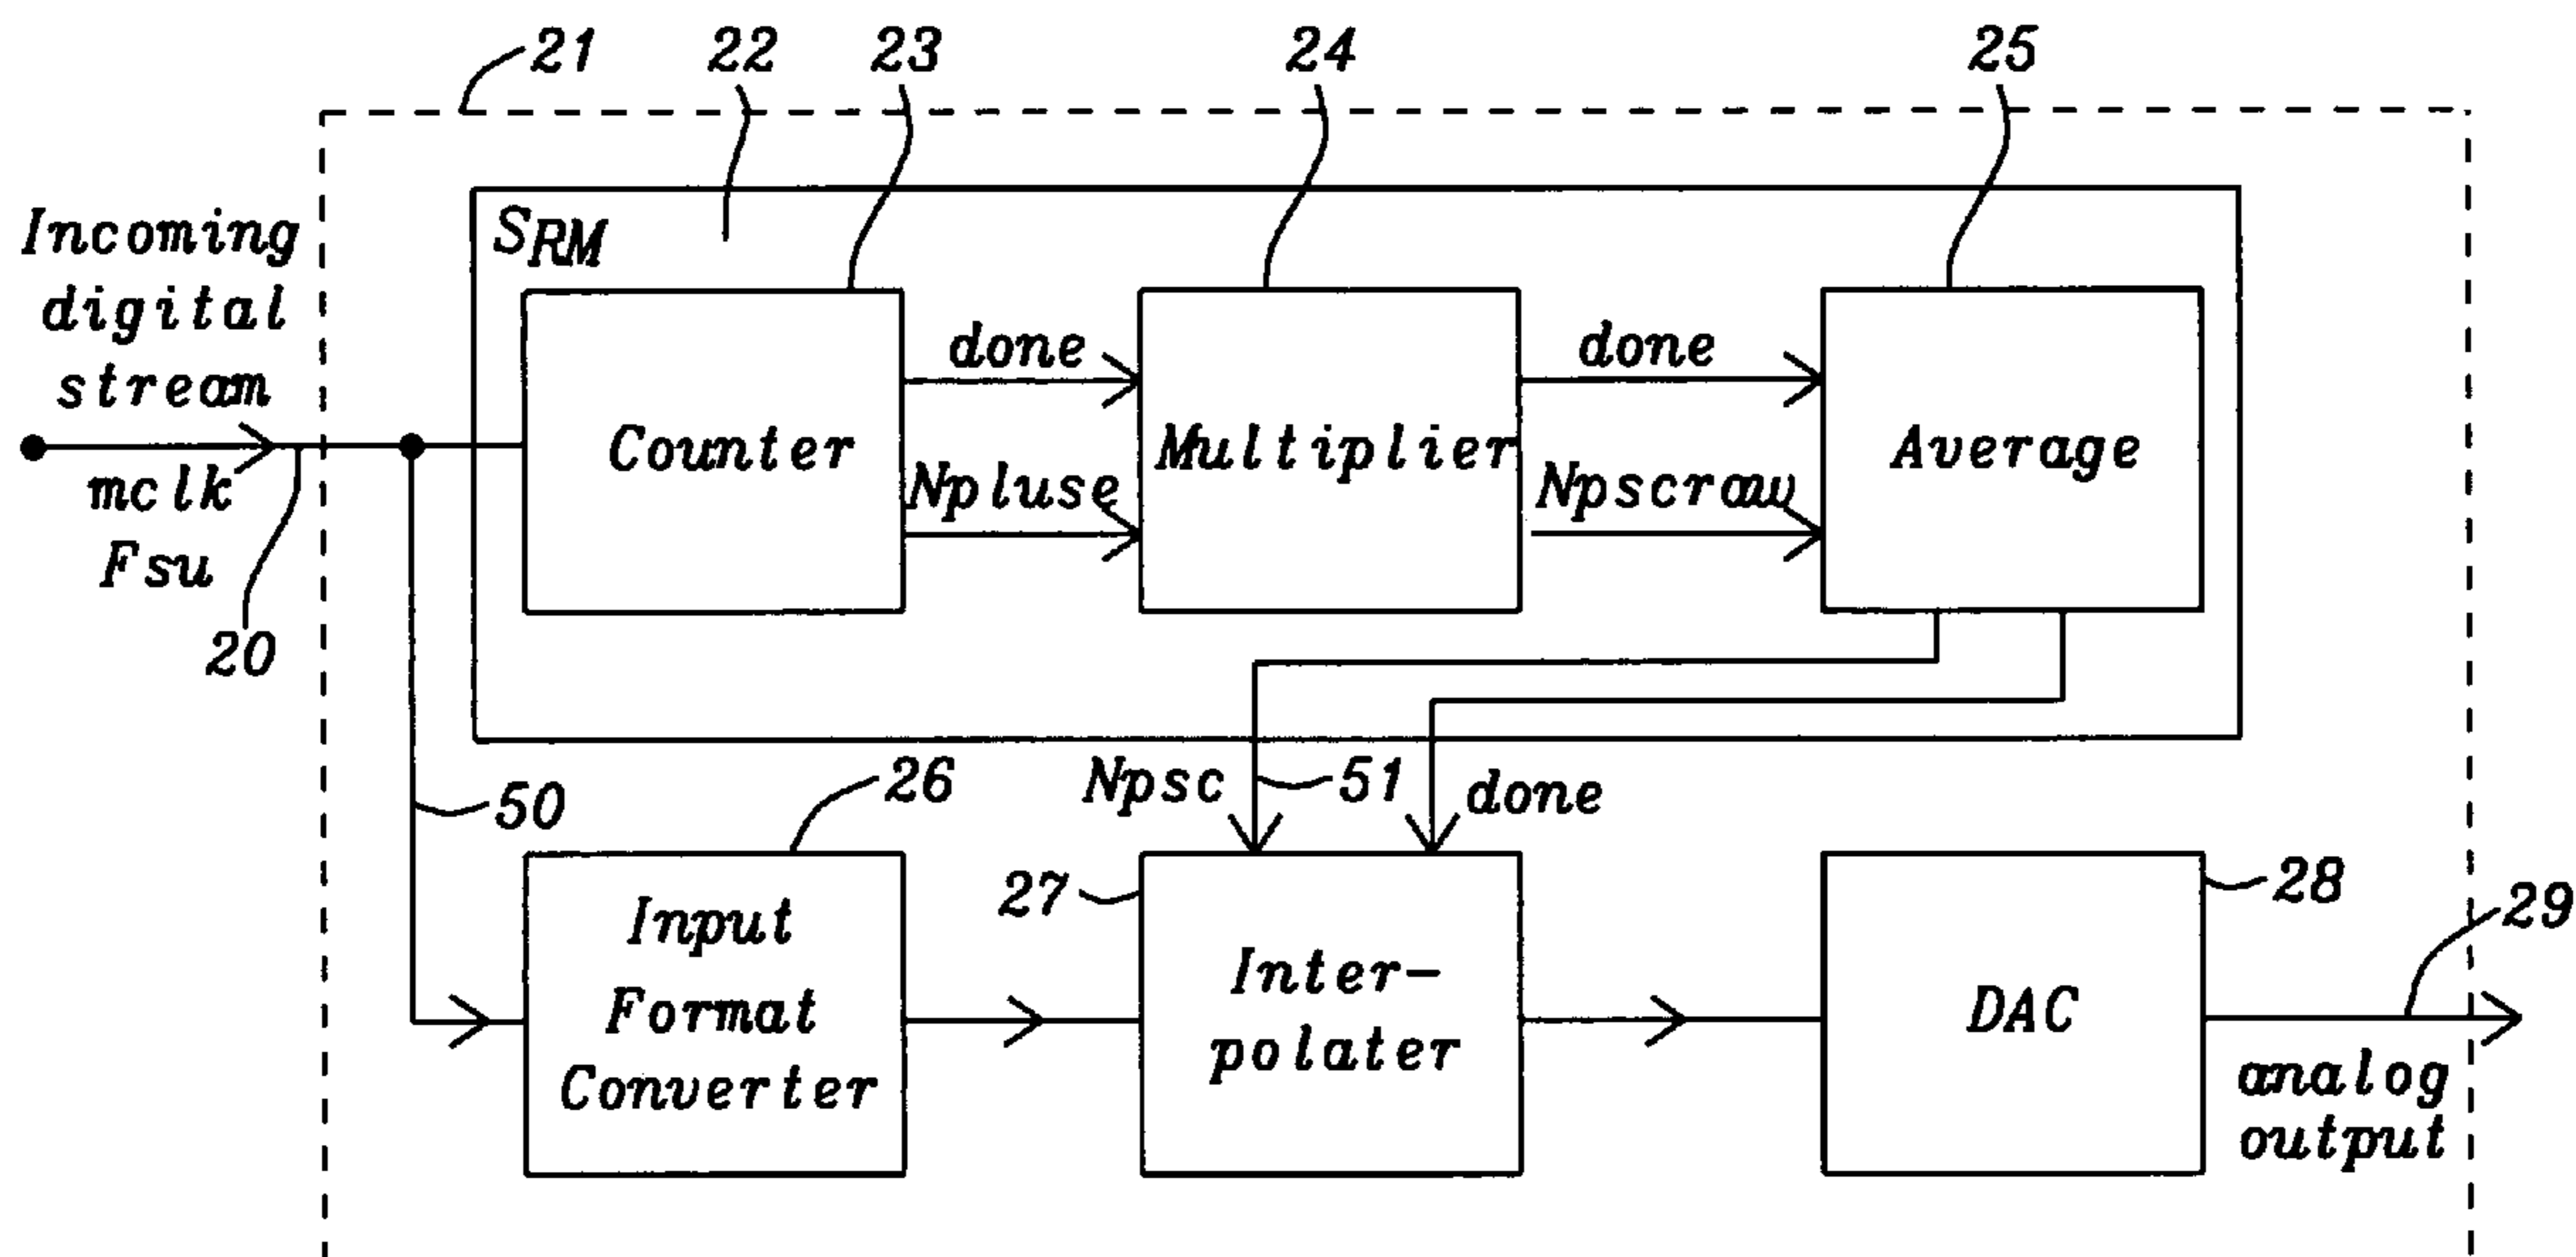 21
22
23
24
25
Incoming
digital
stream
mclk
Fsu
20
SRM
Counter
done
Npluse
Multiplier
done
Npscraw
Average
50
26
Npsc
51
done
27
28
29
Input
Format
Converter
Inter-
polater
DAC
analog
output